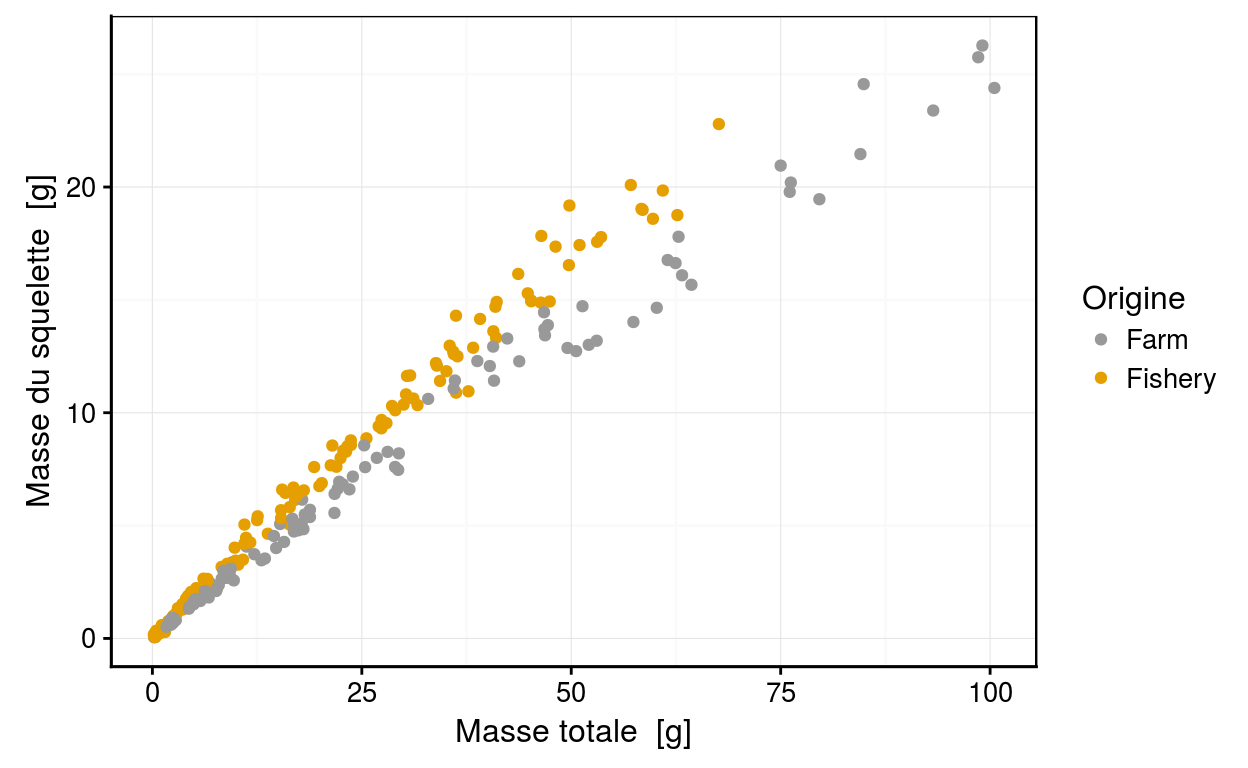 Masse du squelette [g]
20
10
0
0 25 50 75 100
Masse totale [g]
Origine
Farm
Fishery